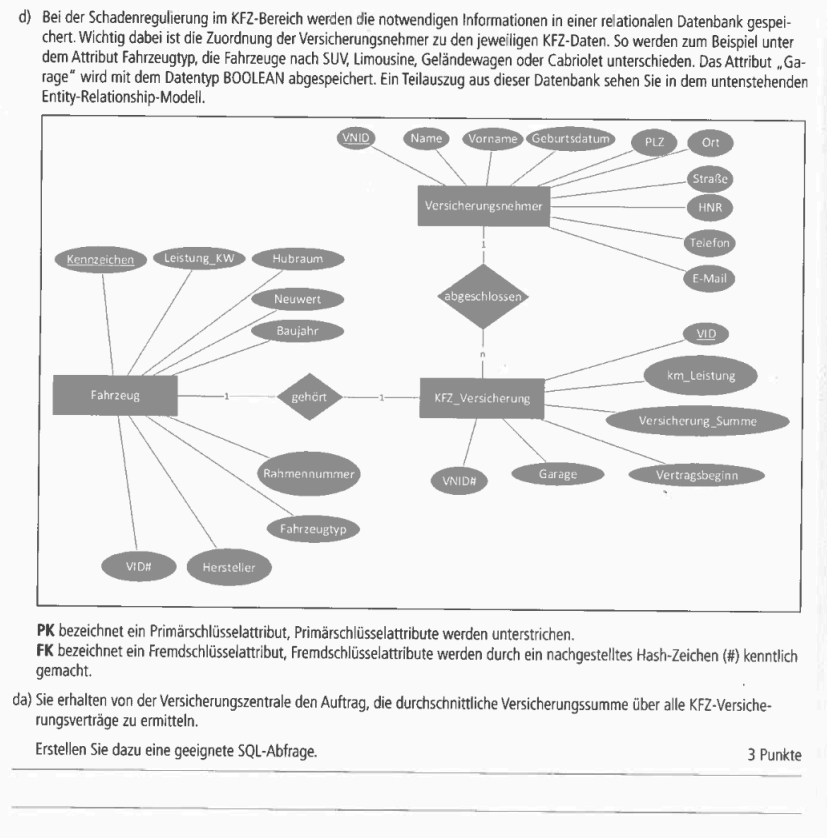 d) Bei der Schadenregulierung im KFZ-Bereich werden die notwendigen Informationen in einer relationalen Datenbank gespei-
chert. Wichtig dabei ist die Zuordnung der Versicherungsnehmer zu den jeweiligen KFZ-Daten. So werden zum Beispiel unter
dem Attribut Fahrzeugtyp, die Fahrzeuge nach SUV, Limousine, Geländewagen oder Cabriolet unterschieden. Das Attribut „Ga-
rage" wird mit dem Datentyp BOOLEAN abgespeichert. Ein Teilauszug aus dieser Datenbank sehen Sie in dem untenstehenden
Entity-Relationship-Modell.
VNID Name Vorname Geburtsdatum PLZ Ort
Straße
Versicherungsnehmer HNR
Telefon
1
Kennzeichen Leistung_KW Hubraum
E-Mail
Neuwert abgeschlossen
Baujahr VID
n
km_Leistung
Fahrzeug 1 gehört 1 KFZ_Versicherung
Versicherung_Summe
Rahmennummer VNID# Garage Vertragsbeginn
Fahrzeugtyp
VID# Hersteller
PK bezeichnet ein Primärschlüsselattribut, Primärschlüsselattribute werden unterstrichen.
FK bezeichnet ein Fremdschlüsselattribut, Fremdschlüsselattribute werden durch ein nachgestelltes Hash-Zeichen (#) kenntlich
gemacht.
da) Sie erhalten von der Versicherungszentrale den Auftrag, die durchschnittliche Versicherungssumme über alle KFZ-Versiche-
rungsverträge zu ermitteln.
Erstellen Sie dazu eine geeignete SQL-Abfrage. 3 Punkte